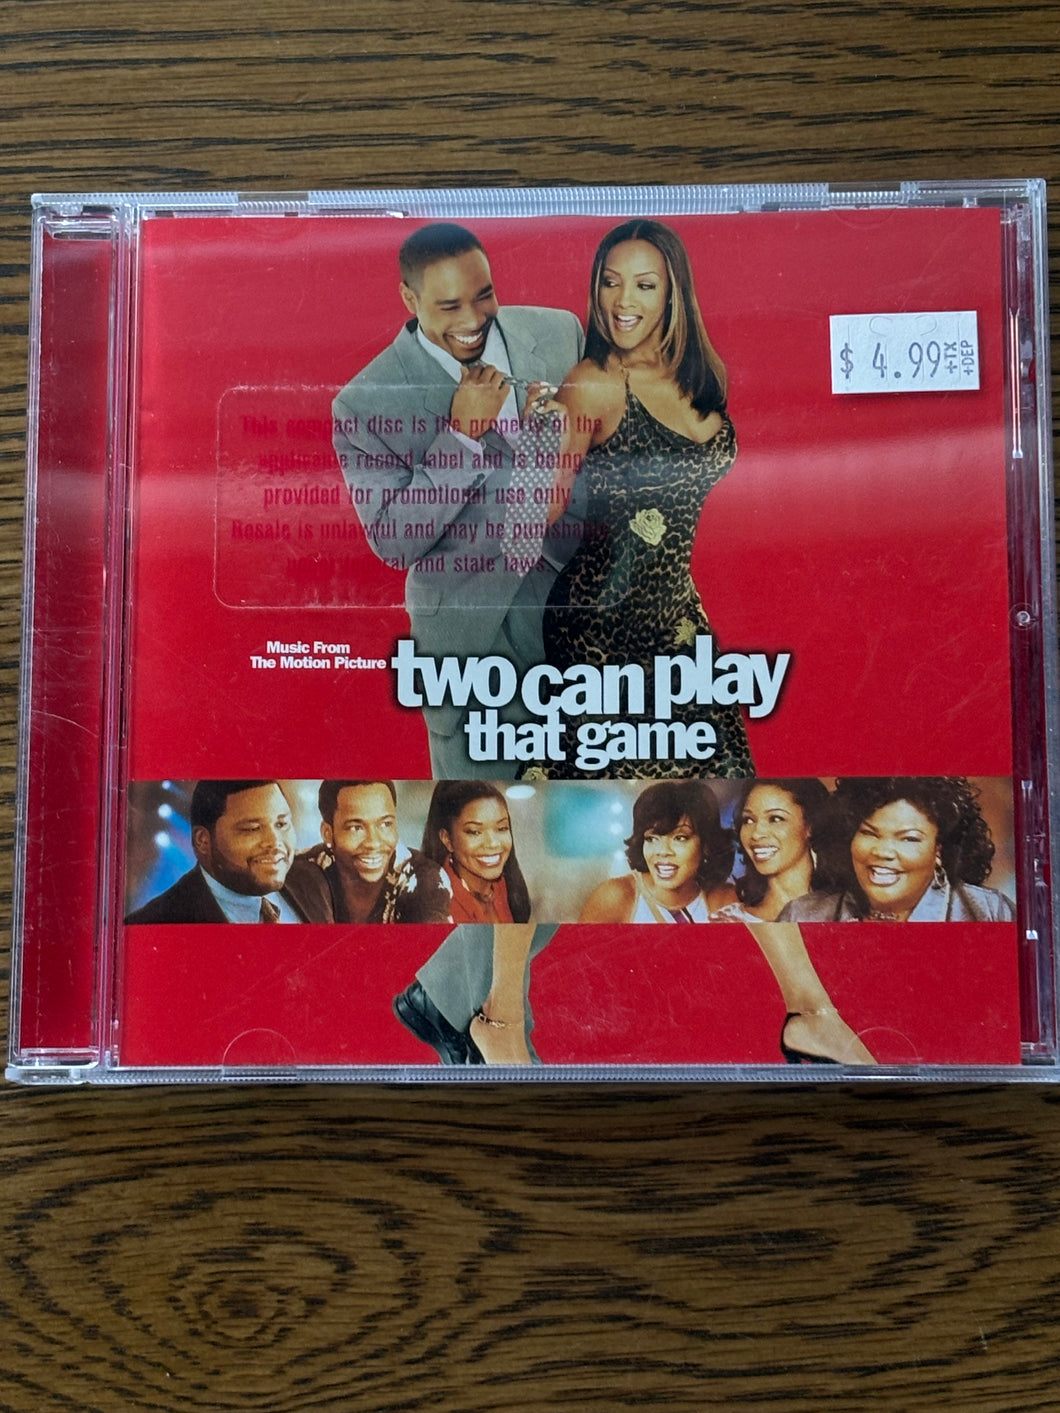 $ 4.99
+TX
+DEP
This compact disc is the property of the
applicable record label and is being
provided for promotional use only.
Resale is unlawful and may be punishable
under federal and state laws.
Music From
The Motion Picture
two can play
that game